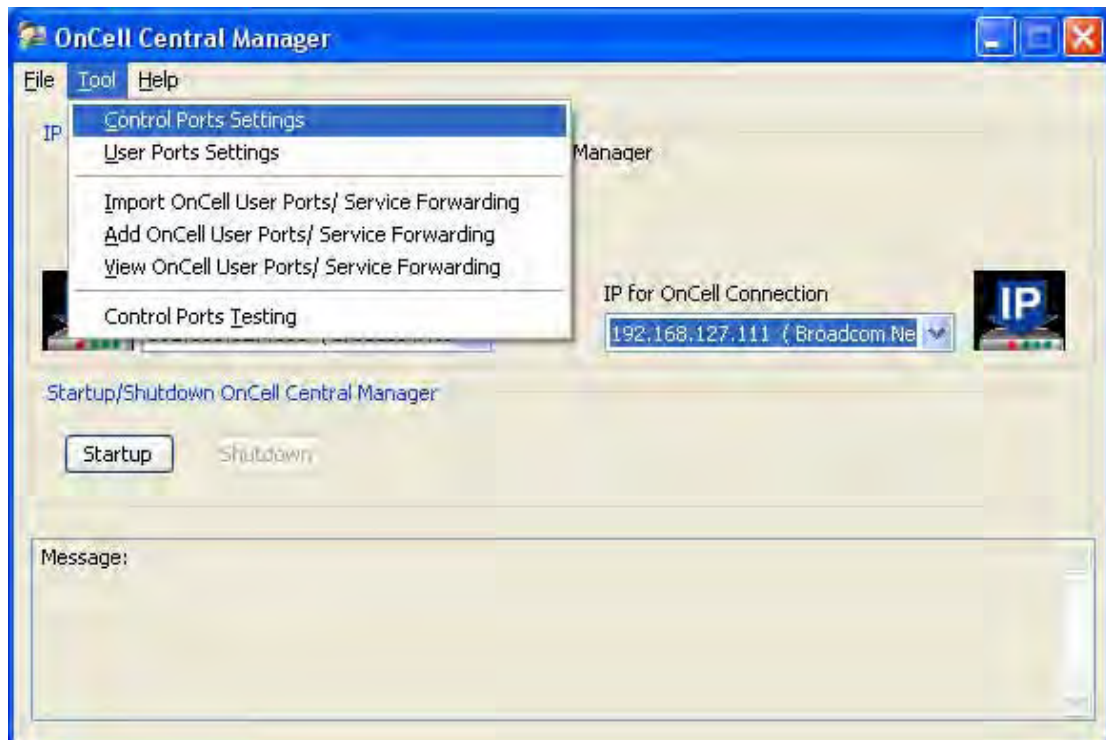 OnCell Central Manager
File Tool Help
Control Ports Settings
IP
User Ports Settings
Manager
Import OnCell User Ports/ Service Forwarding
Add OnCell User Ports/ Service Forwarding
View OnCell User Ports/ Service Forwarding
IP for OnCell Connection
IP
Control Ports Testing
192.168.127.111 ( Broadcom Ne
Startup/Shutdown OnCell Central Manager
Startup Shutdown
Message: